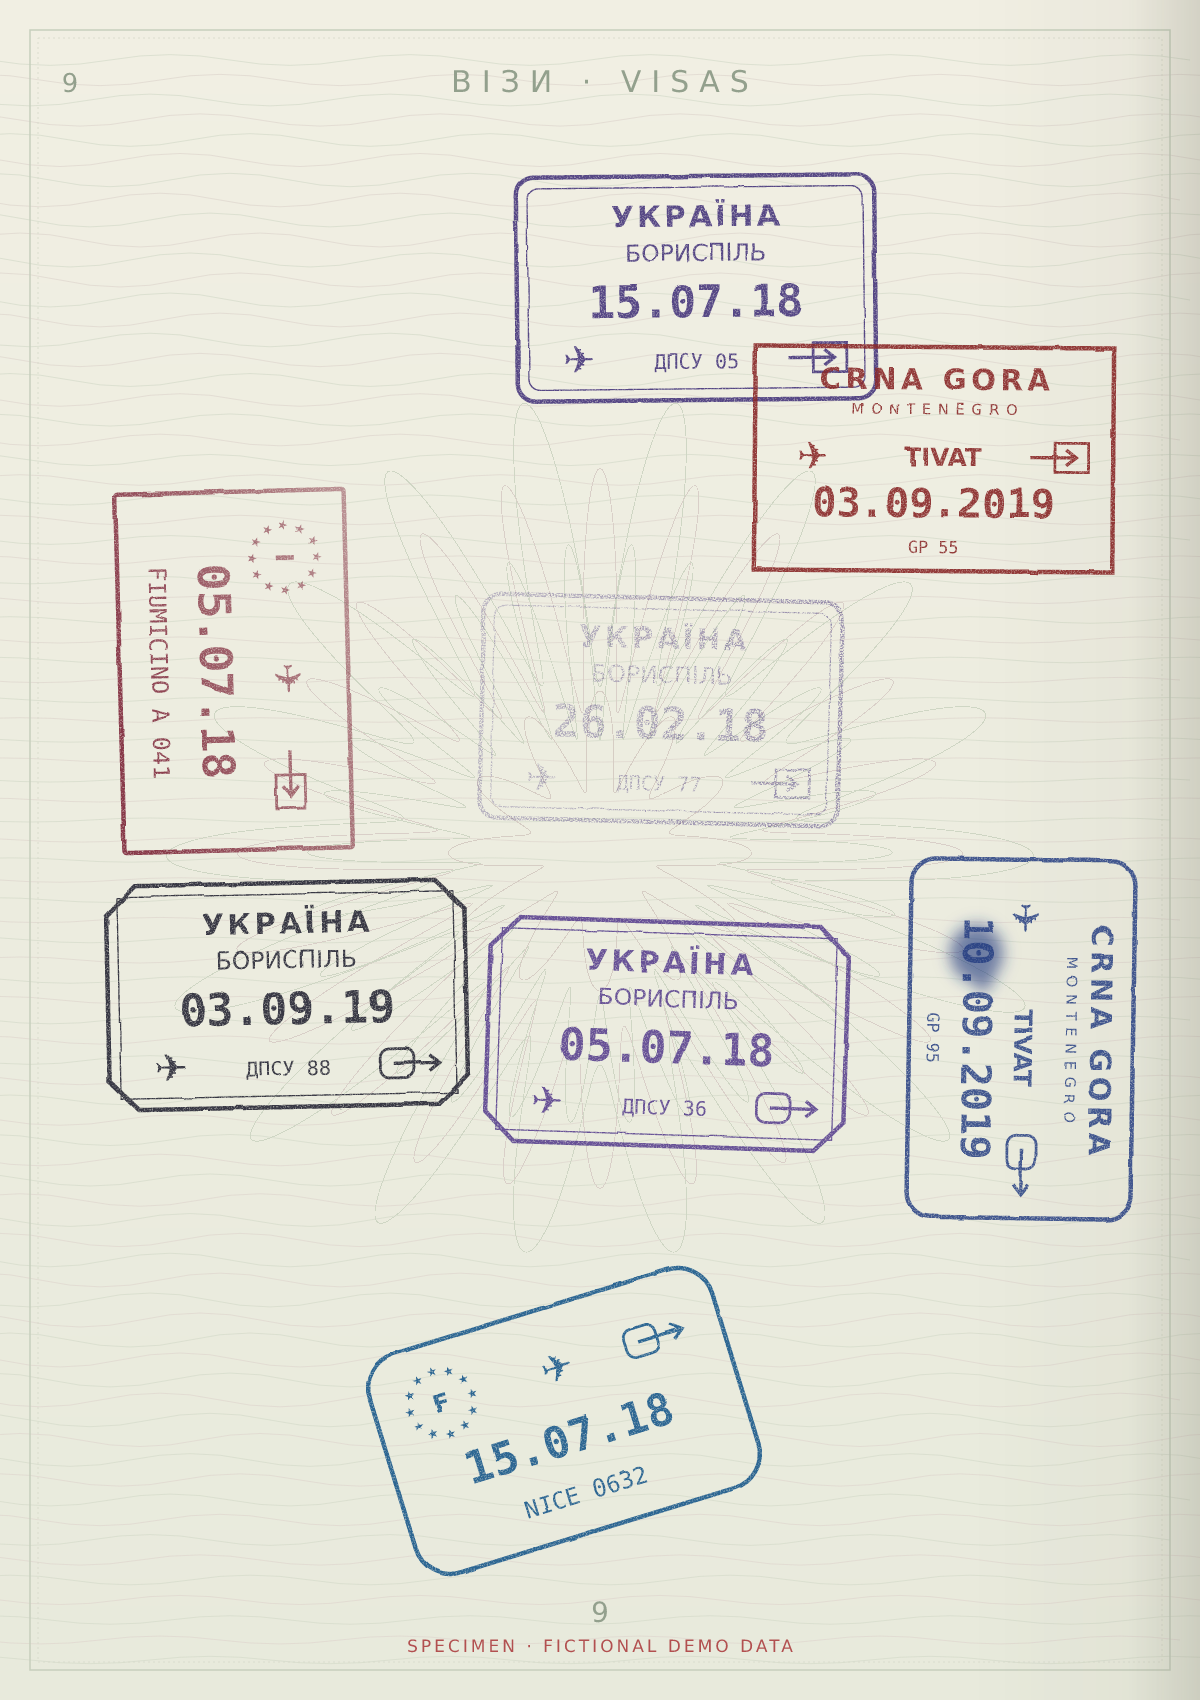 9
ВІЗИ · VISAS
УКРАЇНА
БОРИСПІЛЬ
15.07.18
ДПСУ 05
CRNA GORA
MONTENEGRO
TIVAT
03.09.2019
GP 55
I
05.07.18
FIUMICINO A 041
УКРАЇНА
БОРИСПІЛЬ
26.02.18
ДПСУ 77
УКРАЇНА
БОРИСПІЛЬ
03.09.19
ДПСУ 88
УКРАЇНА
БОРИСПІЛЬ
05.07.18
ДПСУ 36
CRNA GORA
MONTENEGRO
TIVAT
10.09.2019
GP 95
F
15.07.18
NICE 0632
9
SPECIMEN · FICTIONAL DEMO DATA